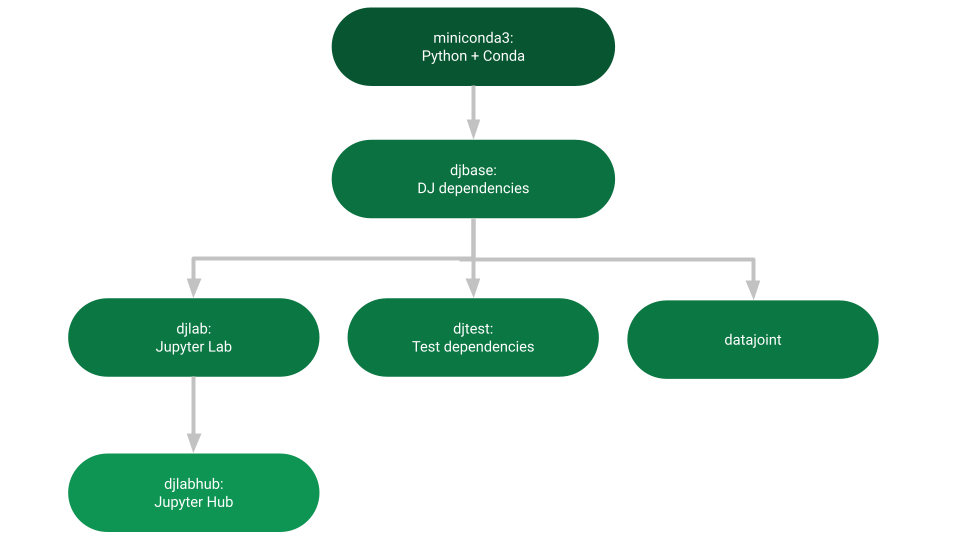 miniconda3:
Python + Conda
djbase:
DJ dependencies
djlab:
Jupyter Lab
djtest:
Test dependencies
datajoint
djlabhub:
Jupyter Hub